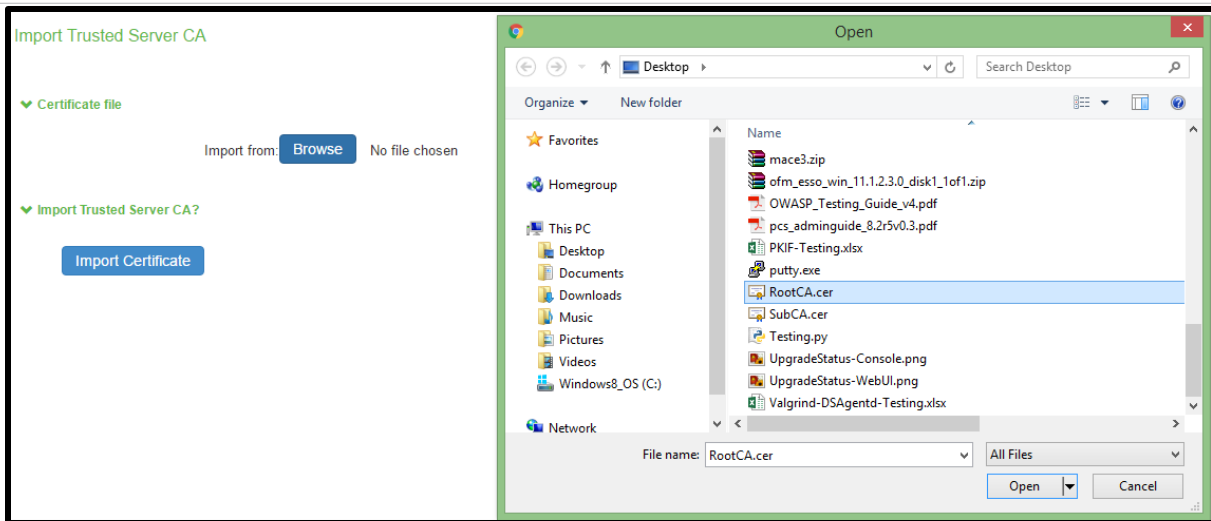 Import Trusted Server CA
Certificate file
Import from: Browse No file chosen
Import Trusted Server CA?
Import Certificate
Open
Desktop
Search Desktop
Organize New folder
Favorites
Homegroup
This PC
Desktop
Documents
Downloads
Music
Pictures
Videos
Windows8_OS (C:)
Network
Name
mace3.zip
ofm_esso_win_11.1.2.3.0_disk1_1of1.zip
OWASP_Testing_Guide_v4.pdf
pcs_adminguide_8.2r5v0.3.pdf
PKIF-Testing.xlsx
putty.exe
RootCA.cer
SubCA.cer
Testing.py
UpgradeStatus-Console.png
UpgradeStatus-WebUI.png
Valgrind-DSAgentd-Testing.xlsx
File name: RootCA.cer All Files
Open Cancel